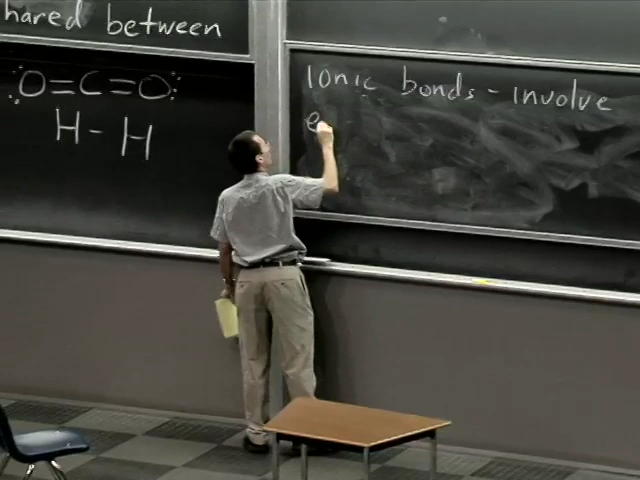 hared between
O=C=O
H-H
Ionic bonds - involve
e